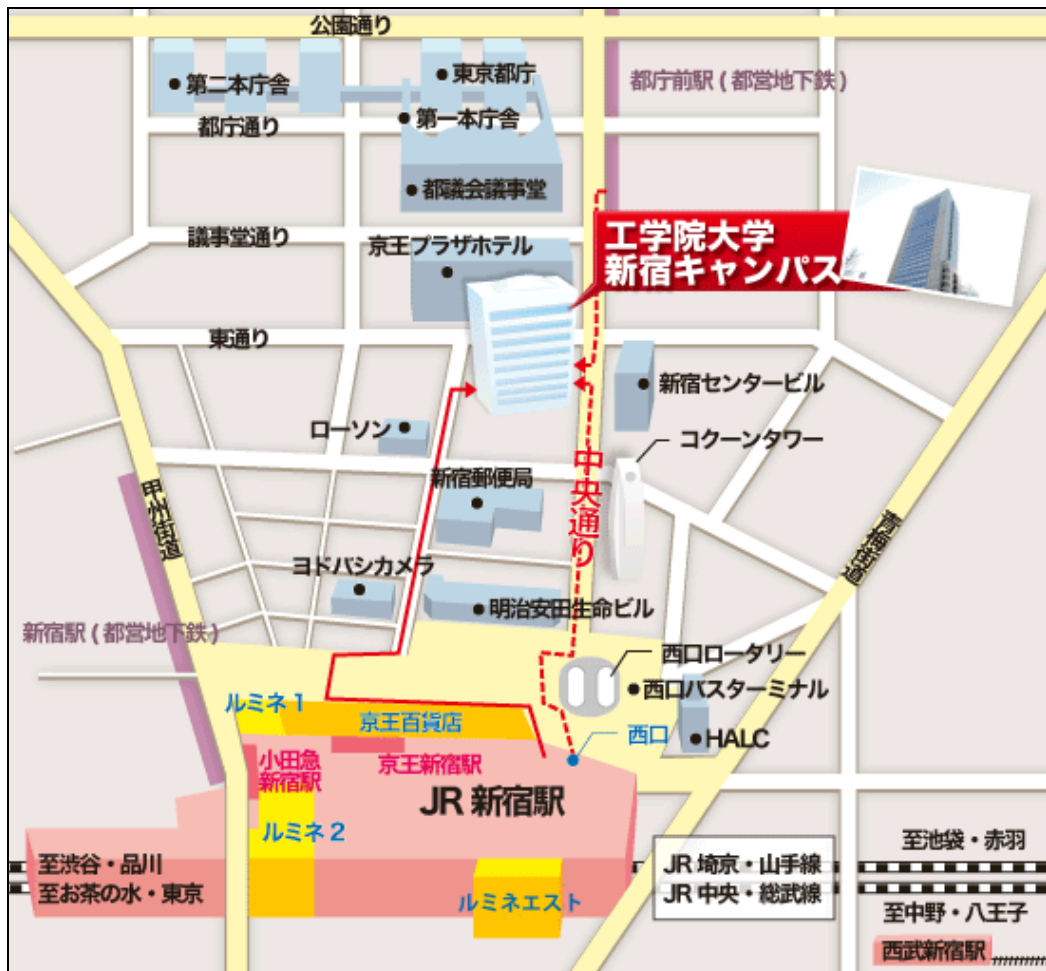 公園通り
東京都庁
第二本庁舎
都庁前駅(都営地下鉄)
第一本庁舎
都庁通り
都議会議事堂
議事堂通り
京王プラザホテル
工学院大学
新宿キャンパス
東通り
新宿センタービル
ローソン
コクーンタワー
新宿郵便局
中央通り
甲州街道
青梅街道
ヨドバシカメラ
明治安田生命ビル
新宿駅(都営地下鉄)
西口ロータリー
西口バスターミナル
ルミネ1
京王百貨店
西口
HALC
小田急
新宿駅
京王新宿駅
JR 新宿駅
ルミネ2
至渋谷・品川
至お茶の水・東京
JR 埼京・山手線
JR 中央・総武線
至池袋・赤羽
ルミネエスト
至中野・八王子
西武新宿駅